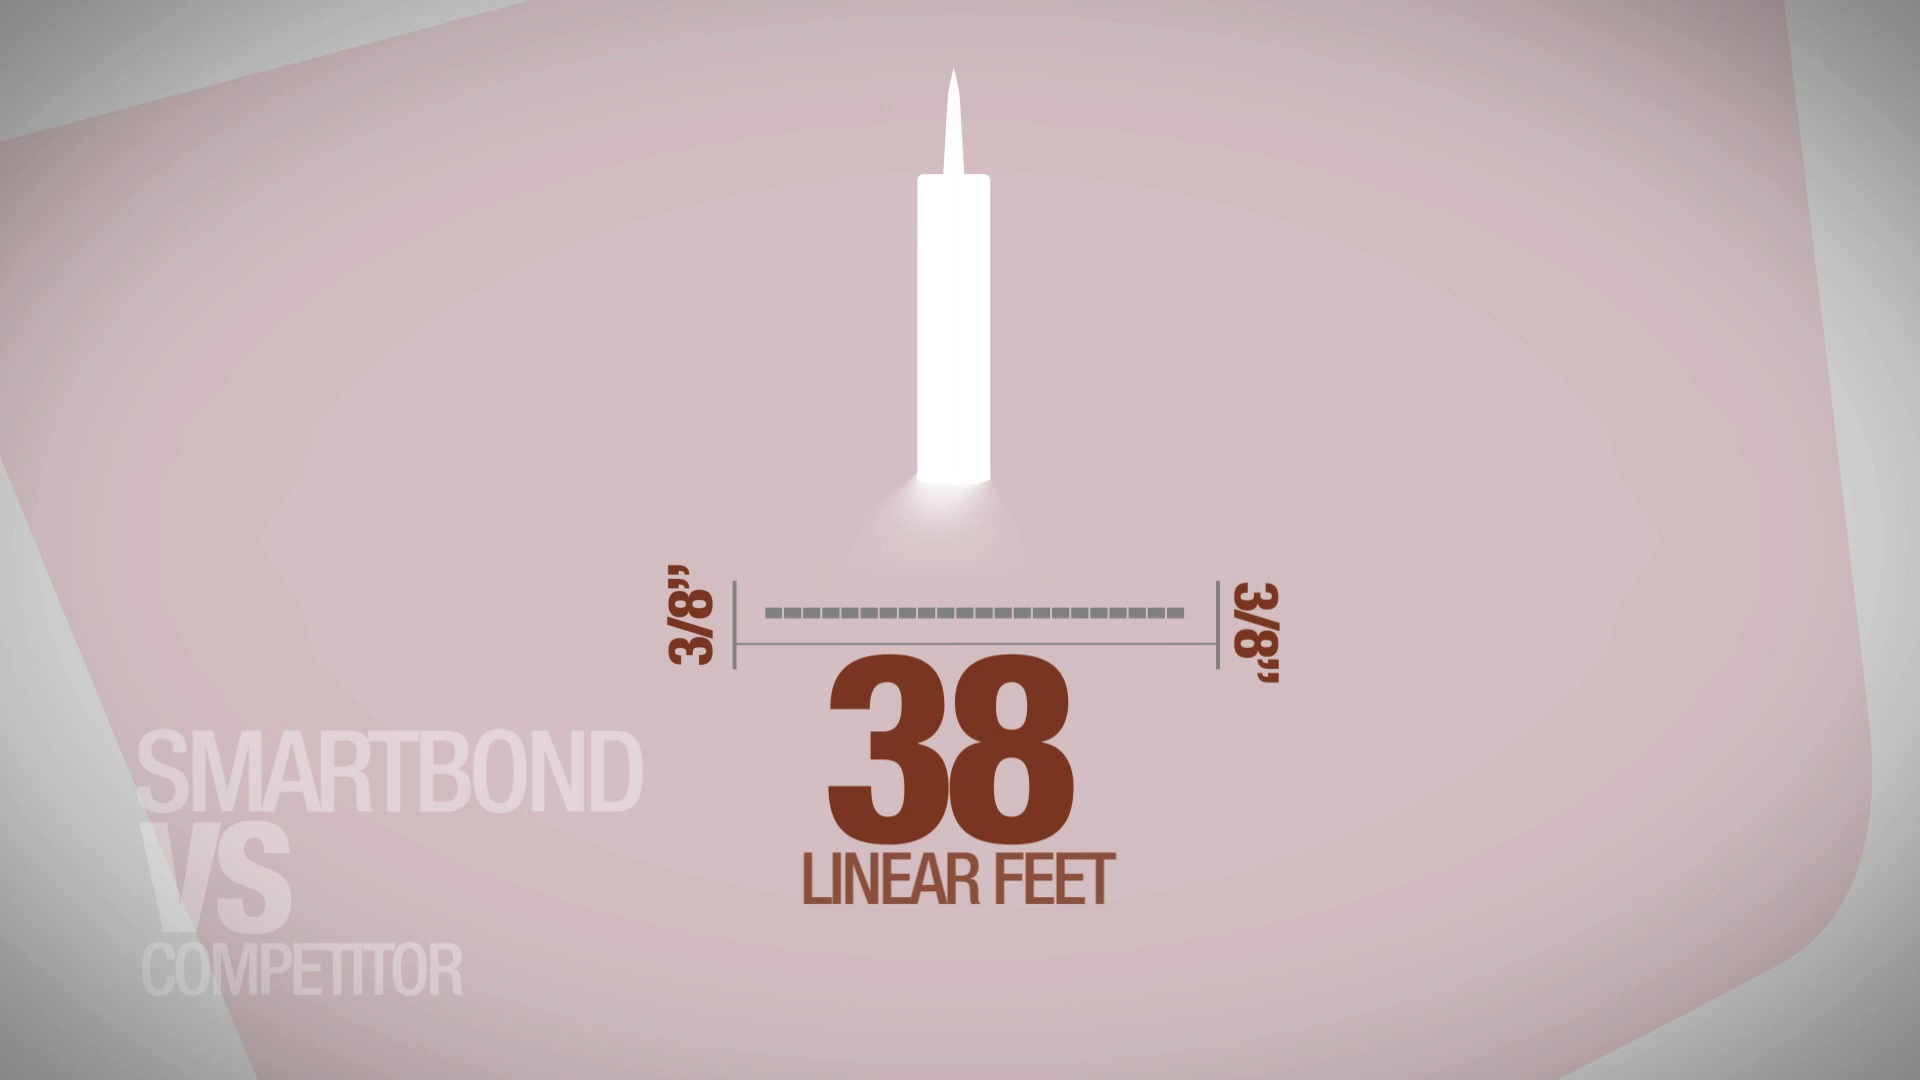 3/8”
3/8”
38
LINEAR FEET
SMARTBOND
VS
COMPETITOR